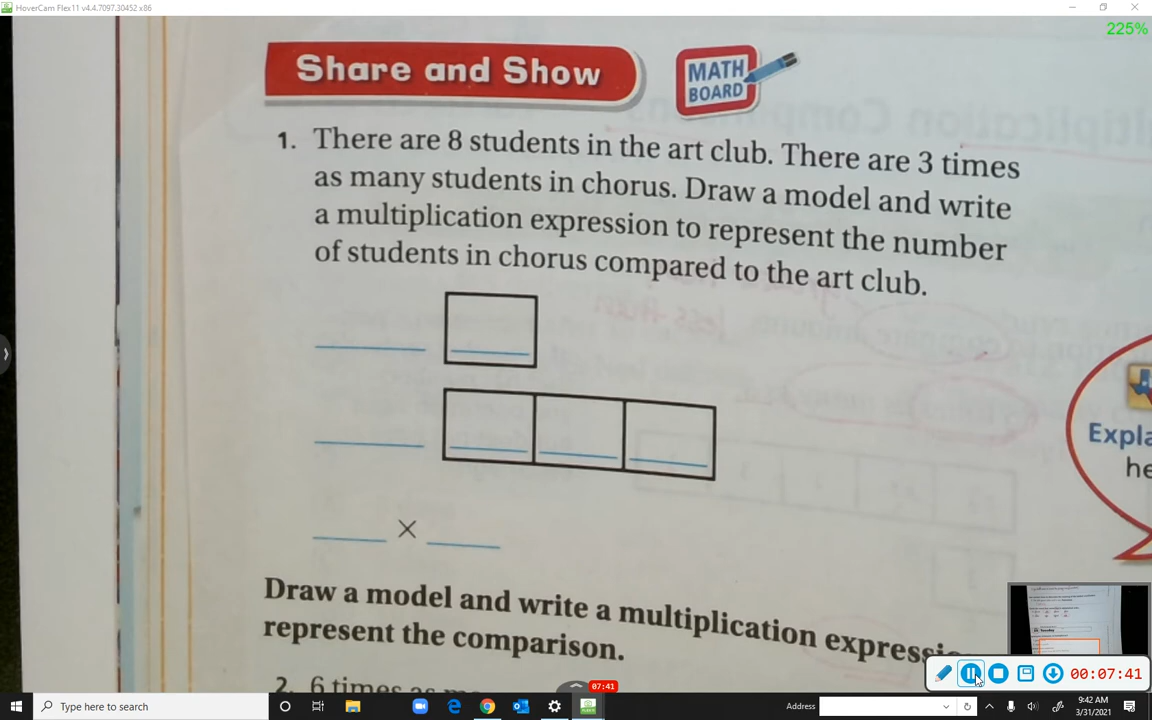 HoverCam Flex11 v4.4.7097.30452 x86
225%
Share and Show
MATH
BOARD
1. There are 8 students in the art club. There are 3 times
as many students in chorus. Draw a model and write
a multiplication expression to represent the number
of students in chorus compared to the art club.
×
Expla
he
Draw a model and write a multiplication expressi
represent the comparison.
2. 6 times as m
00:07:41
07:41
Type here to search
Address
9:42 AM
3/31/2021